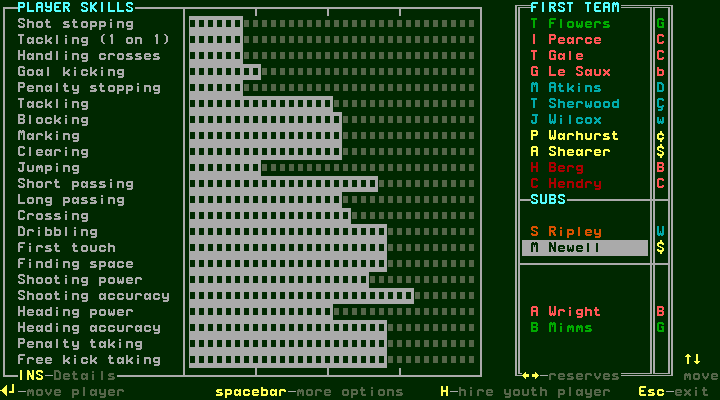 PLAYER SKILLS
Shot stopping
Tackling (1 on 1)
Handling crosses
Goal kicking
Penalty stopping
Tackling
Blocking
Marking
Clearing
Jumping
Short passing
Long passing
Crossing
Dribbling
First touch
Finding space
Shooting power
Shooting accuracy
Heading power
Heading accuracy
Penalty taking
Free kick taking
INS—Details
FIRST TEAM
T Flowers G
I Pearce C
T Gale C
G Le Saux b
M Atkins D
T Sherwood Ç
J Wilcox w
P Warhurst ¢
A Shearer $
H Berg B
C Hendry C
SUBS
S Ripley W
M Newell $
A Wright B
B Mimms G
↑↓
←→—reserves move
↵—move player spacebar—more options H—hire youth player Esc—exit